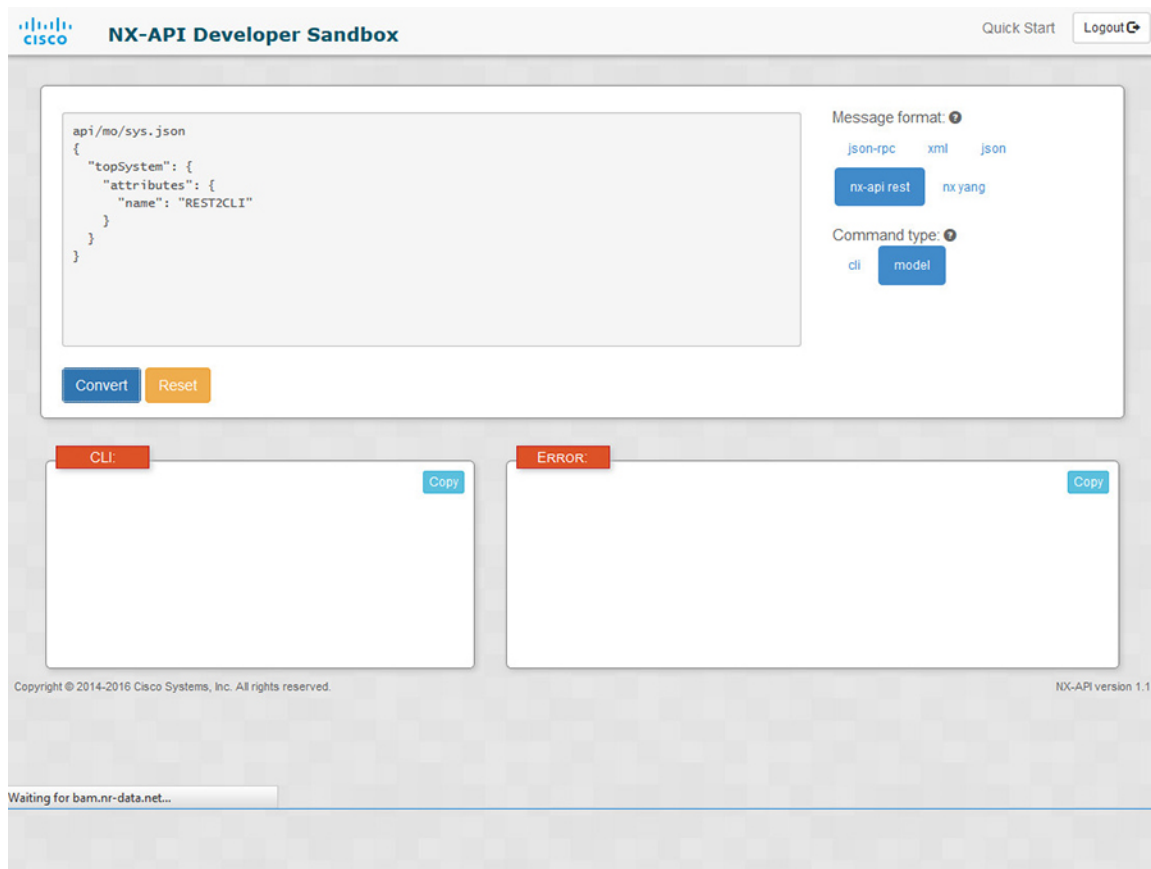 CISCO
NX-API Developer Sandbox
Quick Start
Logout
api/mo/sys.json
{
"topSystem": {
"attributes": {
"name": "REST2CLI"
}
}
}
Message format:
json-rpc xml json
nx-api rest nx yang
Command type:
cli model
Convert Reset
CLI:
Copy
ERROR:
Copy
Copyright © 2014-2016 Cisco Systems, Inc. All rights reserved.
NX-API version 1.1
Waiting for bam.nr-data.net...